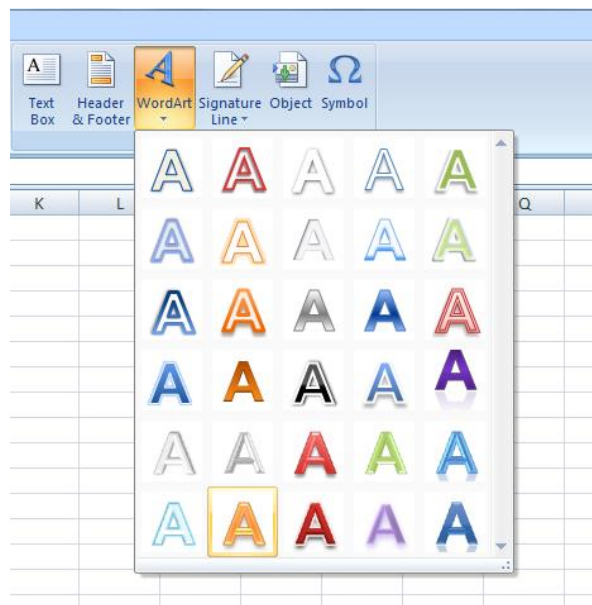 A
Text Box
Header & Footer
WordArt
Signature Line
Object
Ω
Symbol
K
L
Q
A A A A A
A A A A A
A A A A A
A A A A A
A A A A A
A A A A A